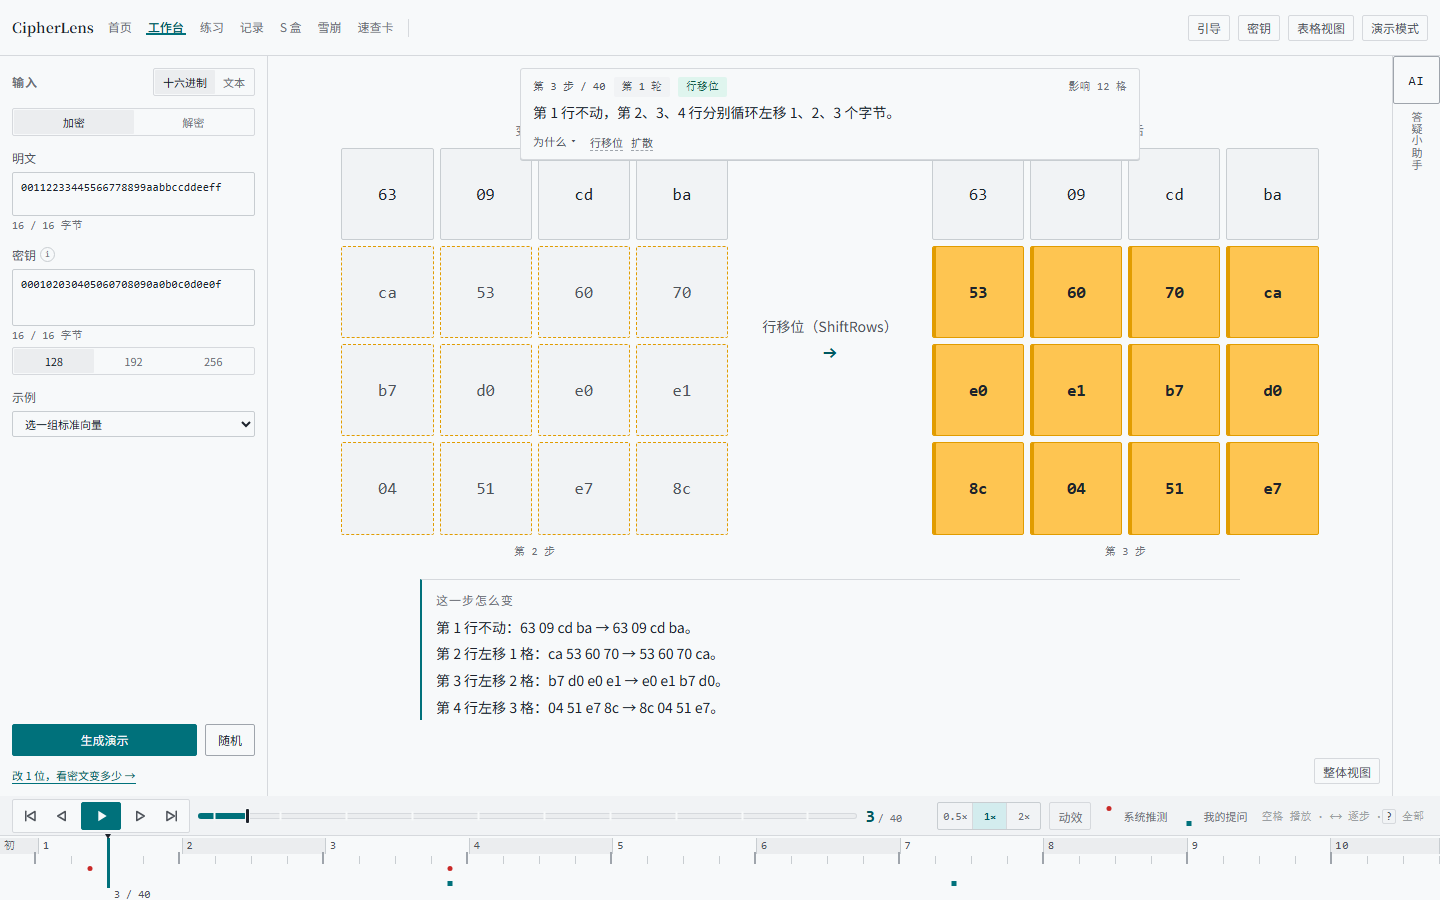 CipherLens 首页 工作台 练习 记录 S 盒 雪崩 速查卡 引导 密钥 表格视图 演示模式
输入 十六进制 文本
加密 解密
明文
00112233445566778899aabbccddeeff
16 / 16 字节
密钥 i
000102030405060708090a0b0c0d0e0f
16 / 16 字节
128 192 256
示例
选一组标准向量
生成演示 随机
改 1 位，看密文变多少 →
第 3 步 / 40 第 1 轮 行移位 影响 12 格
第 1 行不动，第 2、3、4 行分别循环左移 1、2、3 个字节。
为什么 行移位 扩散
63 09 cd ba
ca 53 60 70
b7 d0 e0 e1
04 51 e7 8c
第 2 步
行移位（ShiftRows）
→
63 09 cd ba
53 60 70 ca
e0 e1 b7 d0
8c 04 51 e7
第 3 步
这一步怎么变
第 1 行不动：63 09 cd ba → 63 09 cd ba。
第 2 行左移 1 格：ca 53 60 70 → 53 60 70 ca。
第 3 行左移 2 格：b7 d0 e0 e1 → e0 e1 b7 d0。
第 4 行左移 3 格：04 51 e7 8c → 8c 04 51 e7。
整体视图
AI
答疑小助手
3 / 40 0.5× 1× 2× 动效 系统推测 我的提问 空格 播放 · ↔ 逐步 · ? 全部
初 1 2 3 4 5 6 7 8 9 10
3 / 40